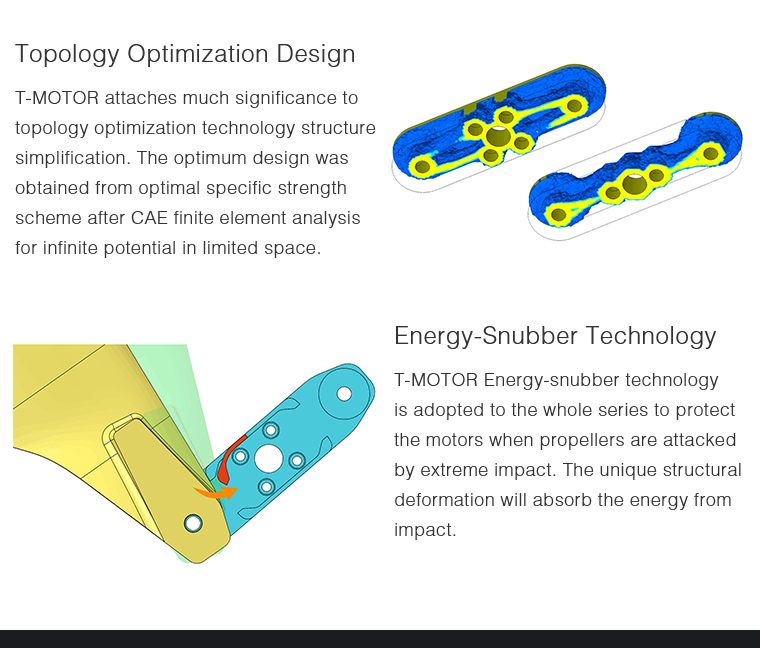 Topology Optimization Design
T-MOTOR attaches much significance to
topology optimization technology structure
simplification. The optimum design was
obtained from optimal specific strength
scheme after CAE finite element analysis
for infinite potential in limited space.
Energy-Snubber Technology
T-MOTOR Energy-snubber technology
is adopted to the whole series to protect
the motors when propellers are attacked
by extreme impact. The unique structural
deformation will absorb the energy from
impact.